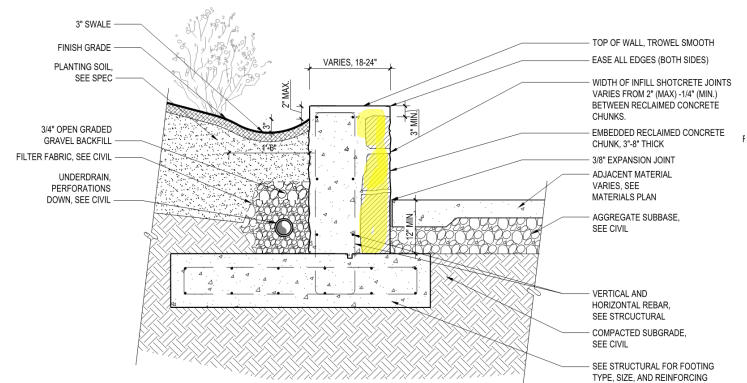 3" SWALE
FINISH GRADE
PLANTING SOIL,
SEE SPEC
3/4" OPEN GRADED
GRAVEL BACKFILL
FILTER FABRIC, SEE CIVIL
UNDERDRAIN,
PERFORATIONS
DOWN, SEE CIVIL
VARIES, 18-24"
2" MAX.
3"
1'-6"
3" MIN.
12" MIN.
TOP OF WALL, TROWEL SMOOTH
EASE ALL EDGES (BOTH SIDES)
WIDTH OF INFILL SHOTCRETE JOINTS
VARIES FROM 2" (MAX) -1/4" (MIN.)
BETWEEN RECLAIMED CONCRETE
CHUNKS.
EMBEDDED RECLAIMED CONCRETE
CHUNK, 3"-8" THICK
3/8" EXPANSION JOINT
ADJACENT MATERIAL
VARIES, SEE
MATERIALS PLAN
AGGREGATE SUBBASE,
SEE CIVIL
VERTICAL AND
HORIZONTAL REBAR,
SEE STRCUCTURAL
COMPACTED SUBGRADE,
SEE CIVIL
SEE STRUCTURAL FOR FOOTING
TYPE, SIZE, AND REINFORCING